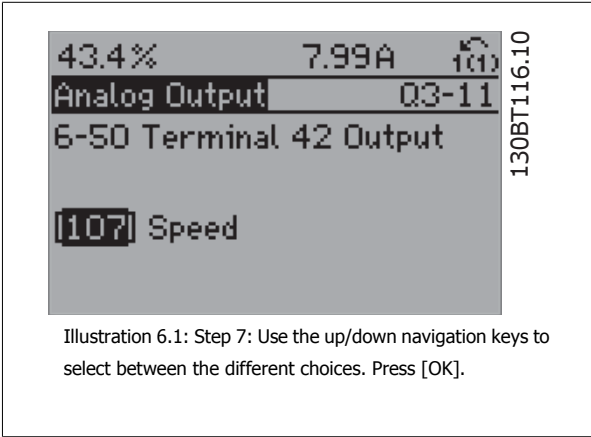 43.4% 7.99A 1(1)
Analog Output Q3-11
6-50 Terminal 42 Output
[107] Speed
130BT116.10
Illustration 6.1: Step 7: Use the up/down navigation keys to
select between the different choices. Press [OK].